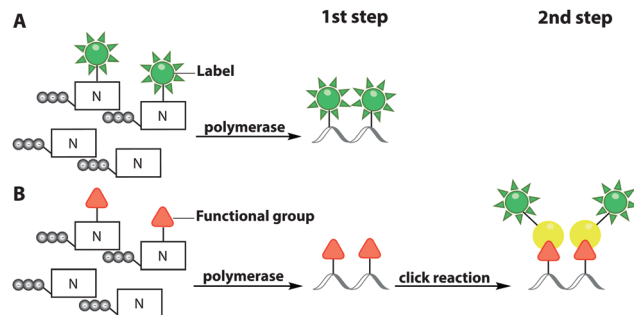 1st step
2nd step
A
Label
N
N
polymerase
N
N
B
Functional group
N
N
polymerase
click reaction
N
N